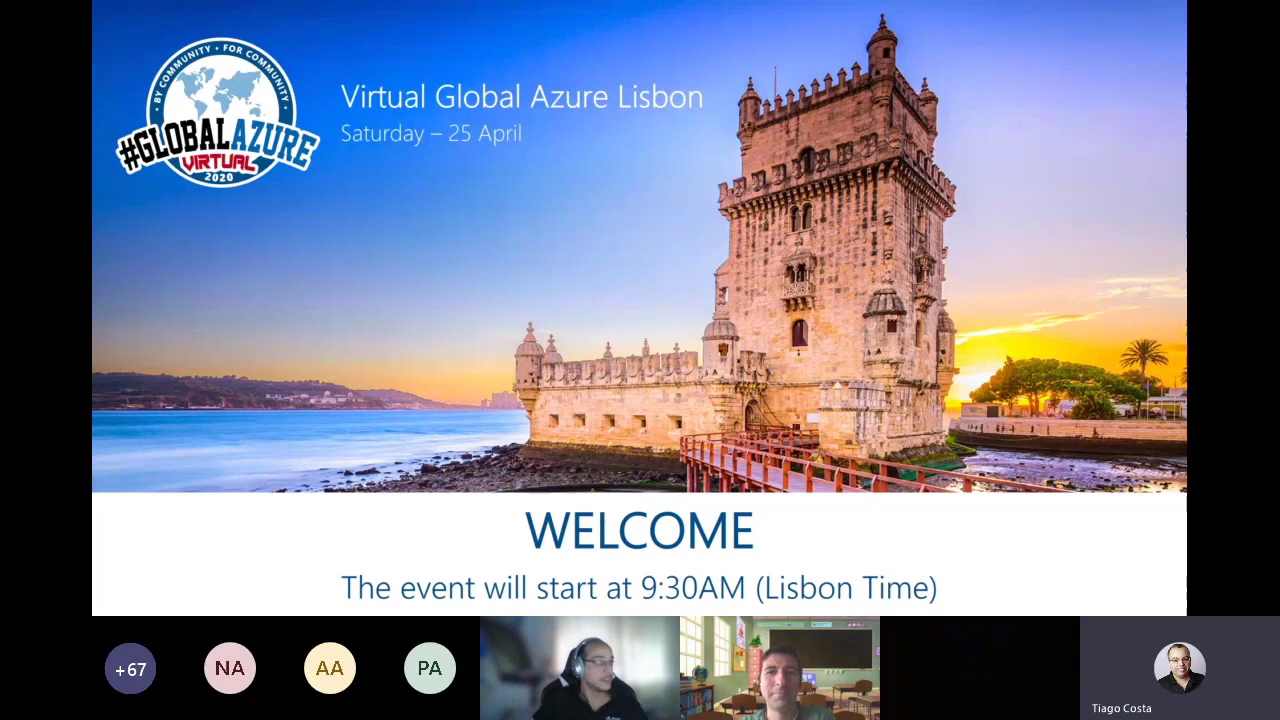 BY COMMUNITY • FOR COMMUNITY
#GLOBALAZURE
VIRTUAL
2020
Virtual Global Azure Lisbon
Saturday – 25 April
WELCOME
The event will start at 9:30AM (Lisbon Time)
+67
NA
AA
PA
Tiago Costa